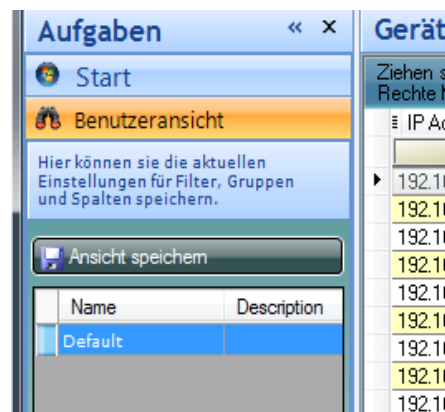 Aufgaben
Start
Benutzeransicht
Hier können sie die aktuellen
Einstellungen für Filter, Gruppen
und Spalten speichern.
Ansicht speichern
Name Description
Default
Gerät
Ziehen s
Rechte
IP Ad
192.1
192.1
192.1
192.1
192.1
192.1
192.1
192.1
192.1